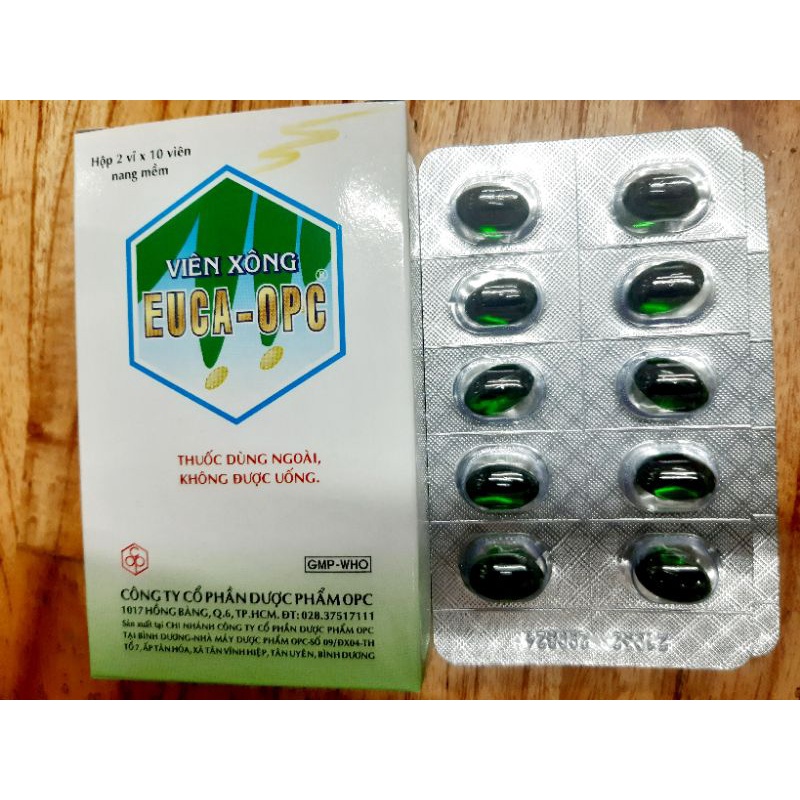 Hộp 2 vỉ x 10 viên
nang mềm
VIÊN XÔNG
EUCA-OPC®
THUỐC DÙNG NGOÀI,
KHÔNG ĐƯỢC UỐNG.
GMP-WHO
CÔNG TY CỔ PHẦN DƯỢC PHẨM OPC
1017 HỒNG BÀNG, Q.6, TP.HCM. ĐT: 028.37517111
Sản xuất tại CHI NHÁNH CÔNG TY CỔ PHẦN DƯỢC PHẨM OPC
TẠI BÌNH DƯƠNG-NHÀ MÁY DƯỢC PHẨM OPC-SỐ 09/ĐX04-TH
TỔ 7, ẤP TÂN HÓA, XÃ TÂN VĨNH HIỆP, TÂN UYÊN, BÌNH DƯƠNG